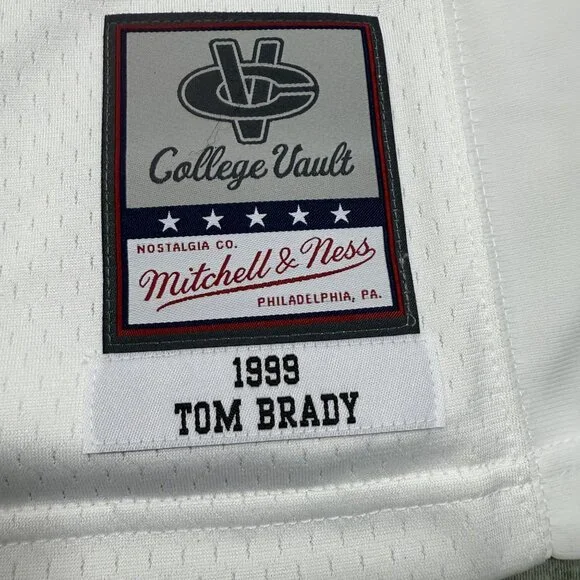 CV
College Vault
NOSTALGIA CO.
Mitchell & Ness
PHILADELPHIA, PA.
1999
TOM BRADY